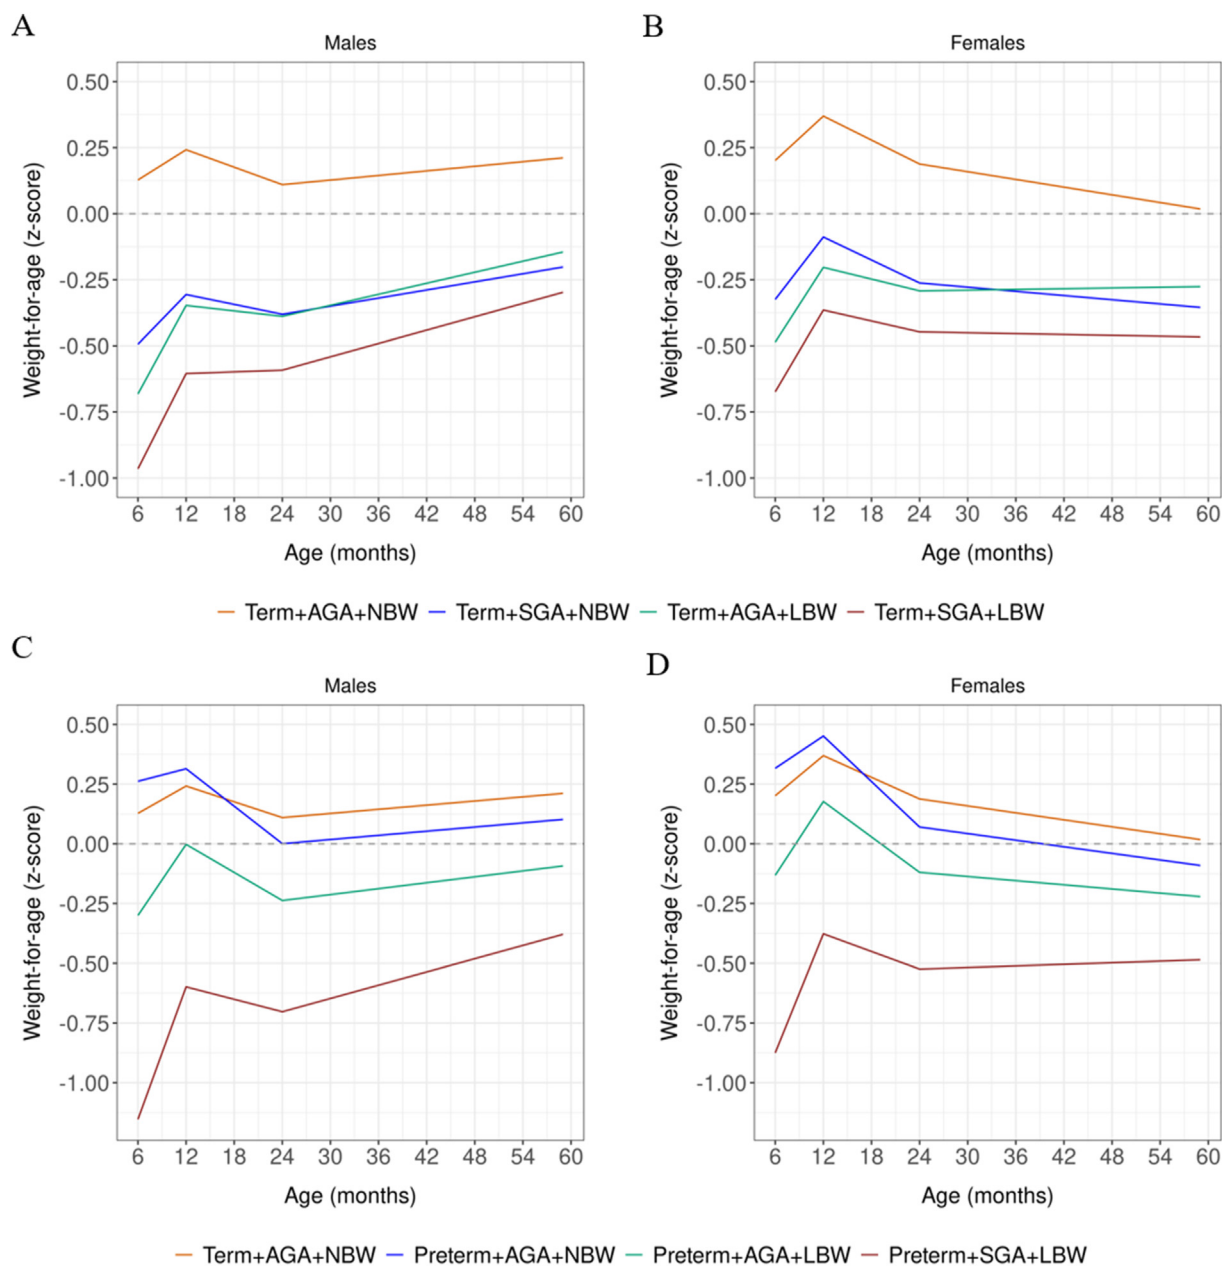 A
Males
0.50
0.25
0.00
-0.25
-0.50
-0.75
-1.00
Weight-for-age (z-score)
6 12 18 24 30 36 42 48 54 60
Age (months)
B
Females
0.50
0.25
0.00
-0.25
-0.50
-0.75
-1.00
Weight-for-age (z-score)
6 12 18 24 30 36 42 48 54 60
Age (months)
Term+AGA+NBW Term+SGA+NBW Term+AGA+LBW Term+SGA+LBW
C
Males
0.50
0.25
0.00
-0.25
-0.50
-0.75
-1.00
Weight-for-age (z-score)
6 12 18 24 30 36 42 48 54 60
Age (months)
D
Females
0.50
0.25
0.00
-0.25
-0.50
-0.75
-1.00
Weight-for-age (z-score)
6 12 18 24 30 36 42 48 54 60
Age (months)
Term+AGA+NBW Preterm+AGA+NBW Preterm+AGA+LBW Preterm+SGA+LBW